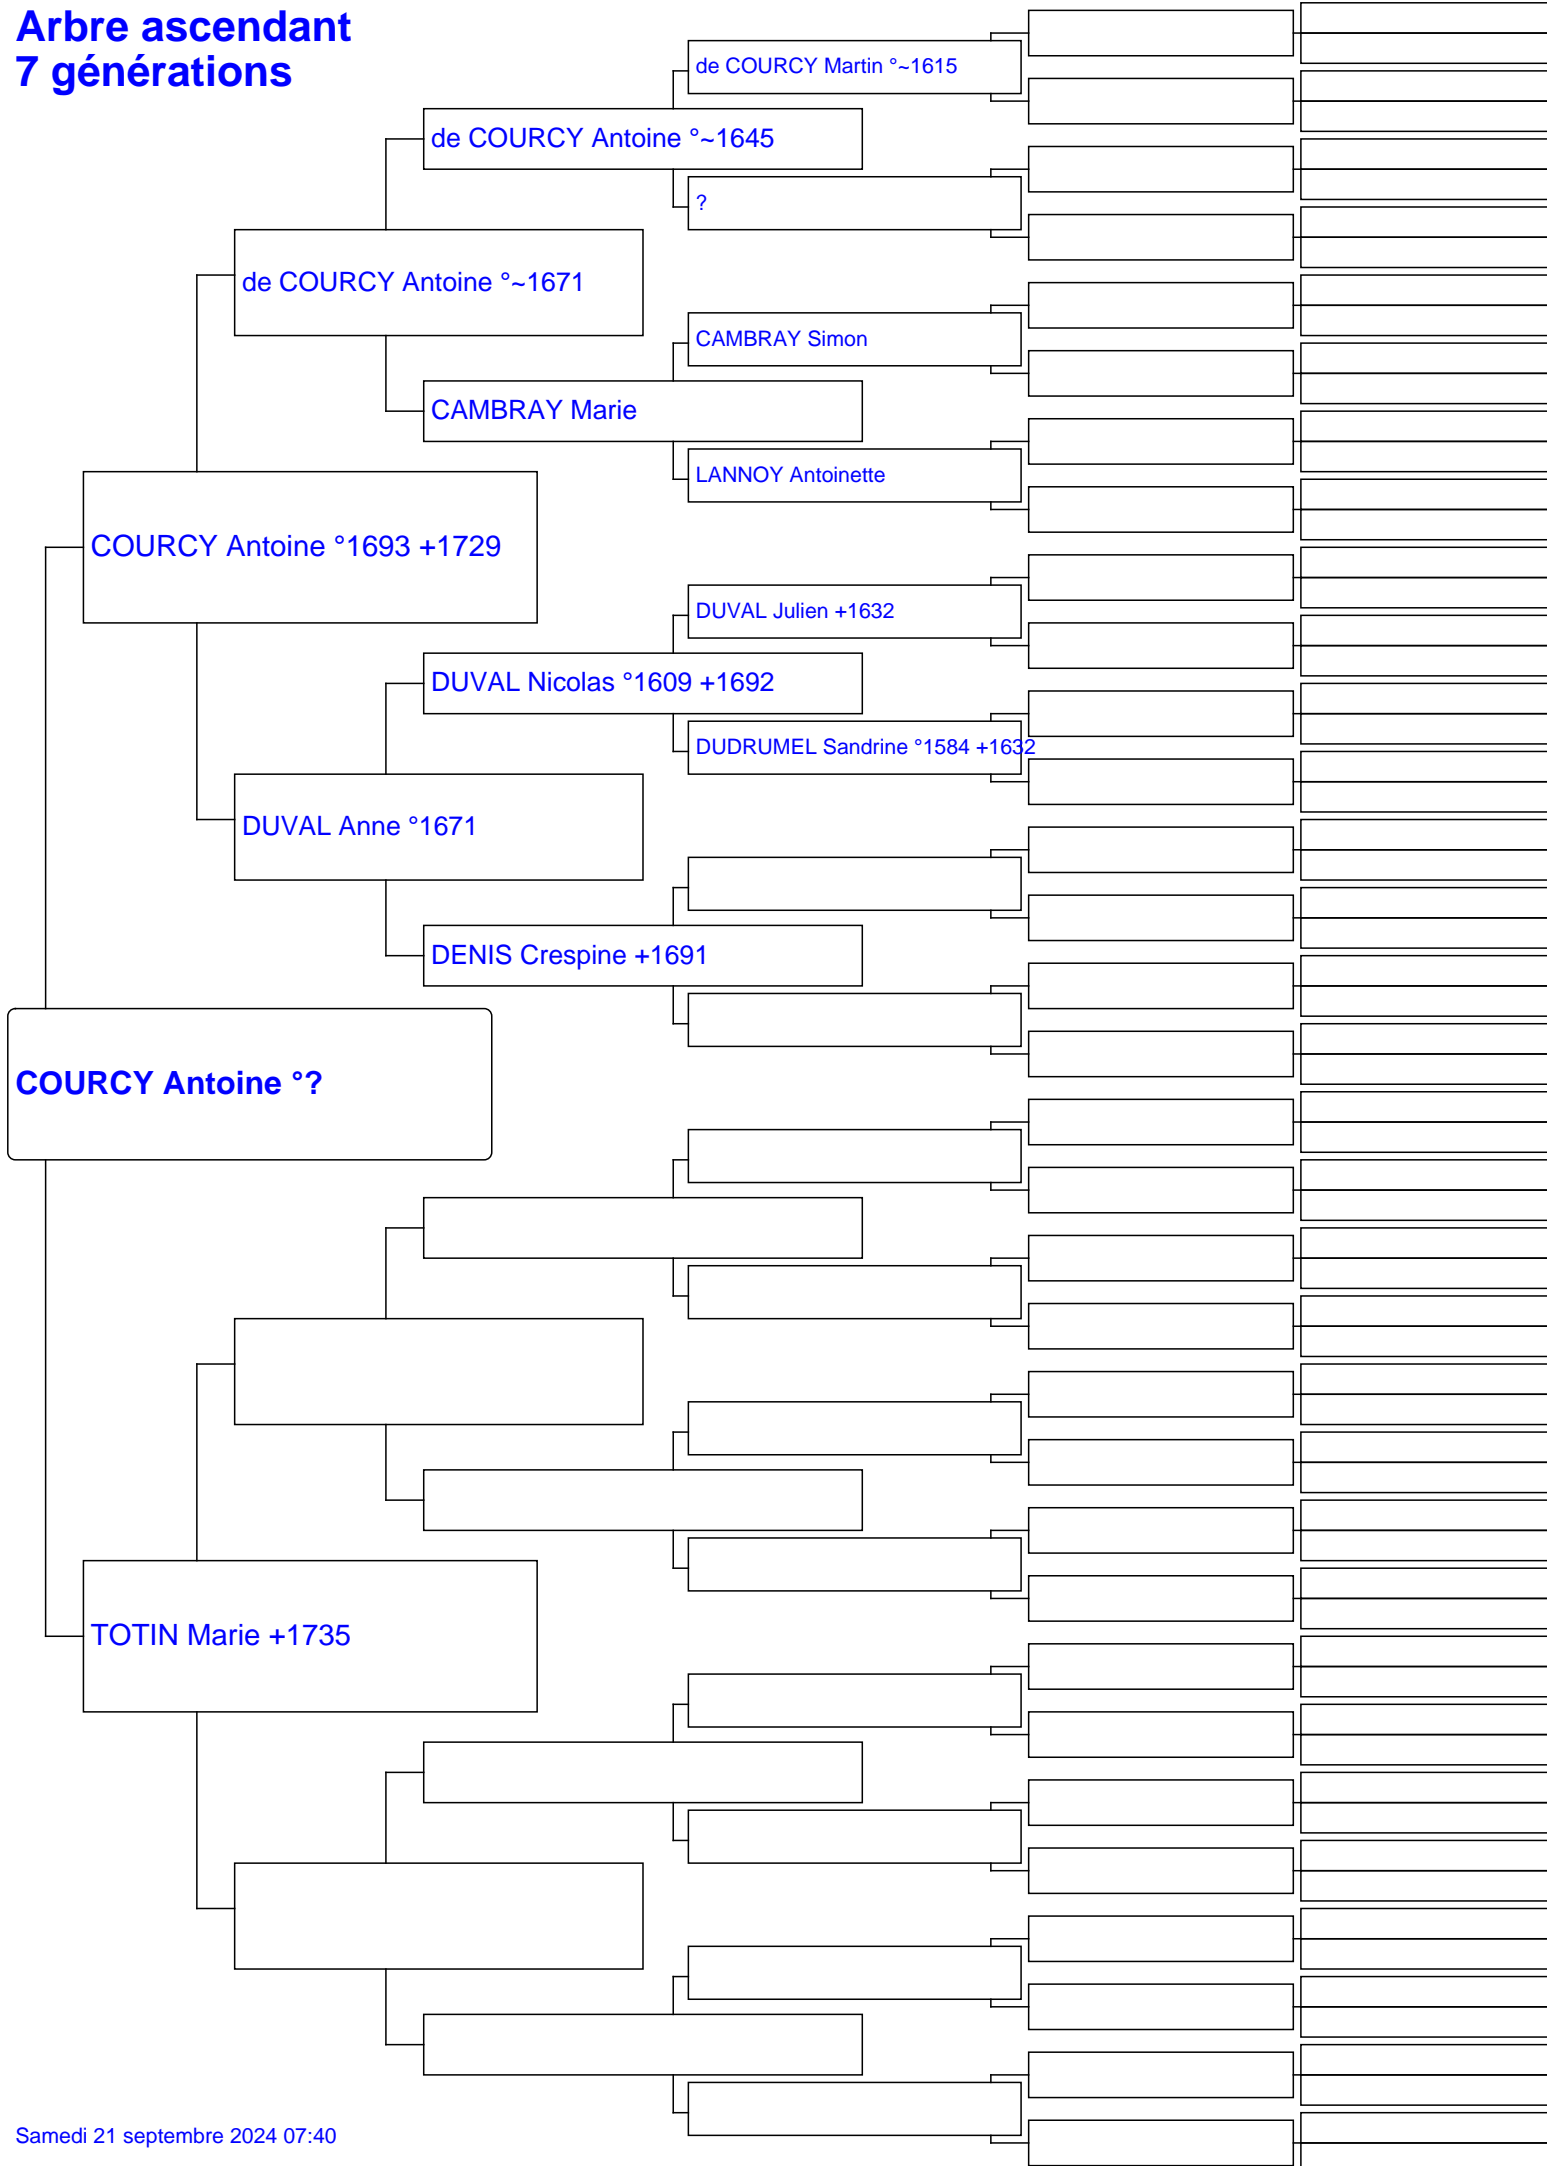 Arbre ascendant
7 générations
de COURCY Martin °~1615
de COURCY Antoine °~1645
?
de COURCY Antoine °~1671
CAMBRAY Simon
CAMBRAY Marie
LANNOY Antoinette
COURCY Antoine °1693 +1729
DUVAL Julien +1632
DUVAL Nicolas °1609 +1692
DUDRUMEL Sandrine °1584 +1632
DUVAL Anne °1671
DENIS Crespine +1691
COURCY Antoine °?
TOTIN Marie +1735
Samedi 21 septembre 2024 07:40